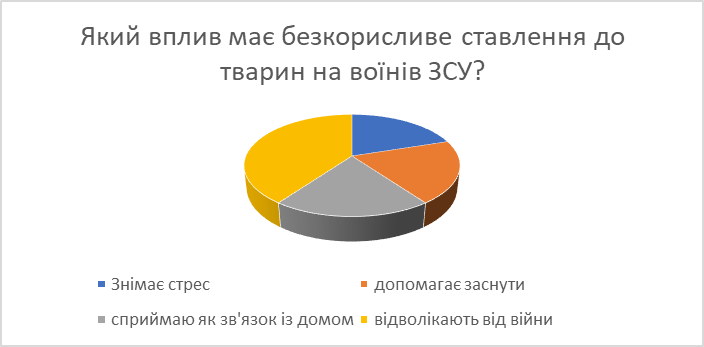 Який вплив має безкорисливе ставлення до
тварин на воїнів ЗСУ?
Знімає стрес
допомагає заснути
сприймаю як зв'язок із домом
відволікають від війни